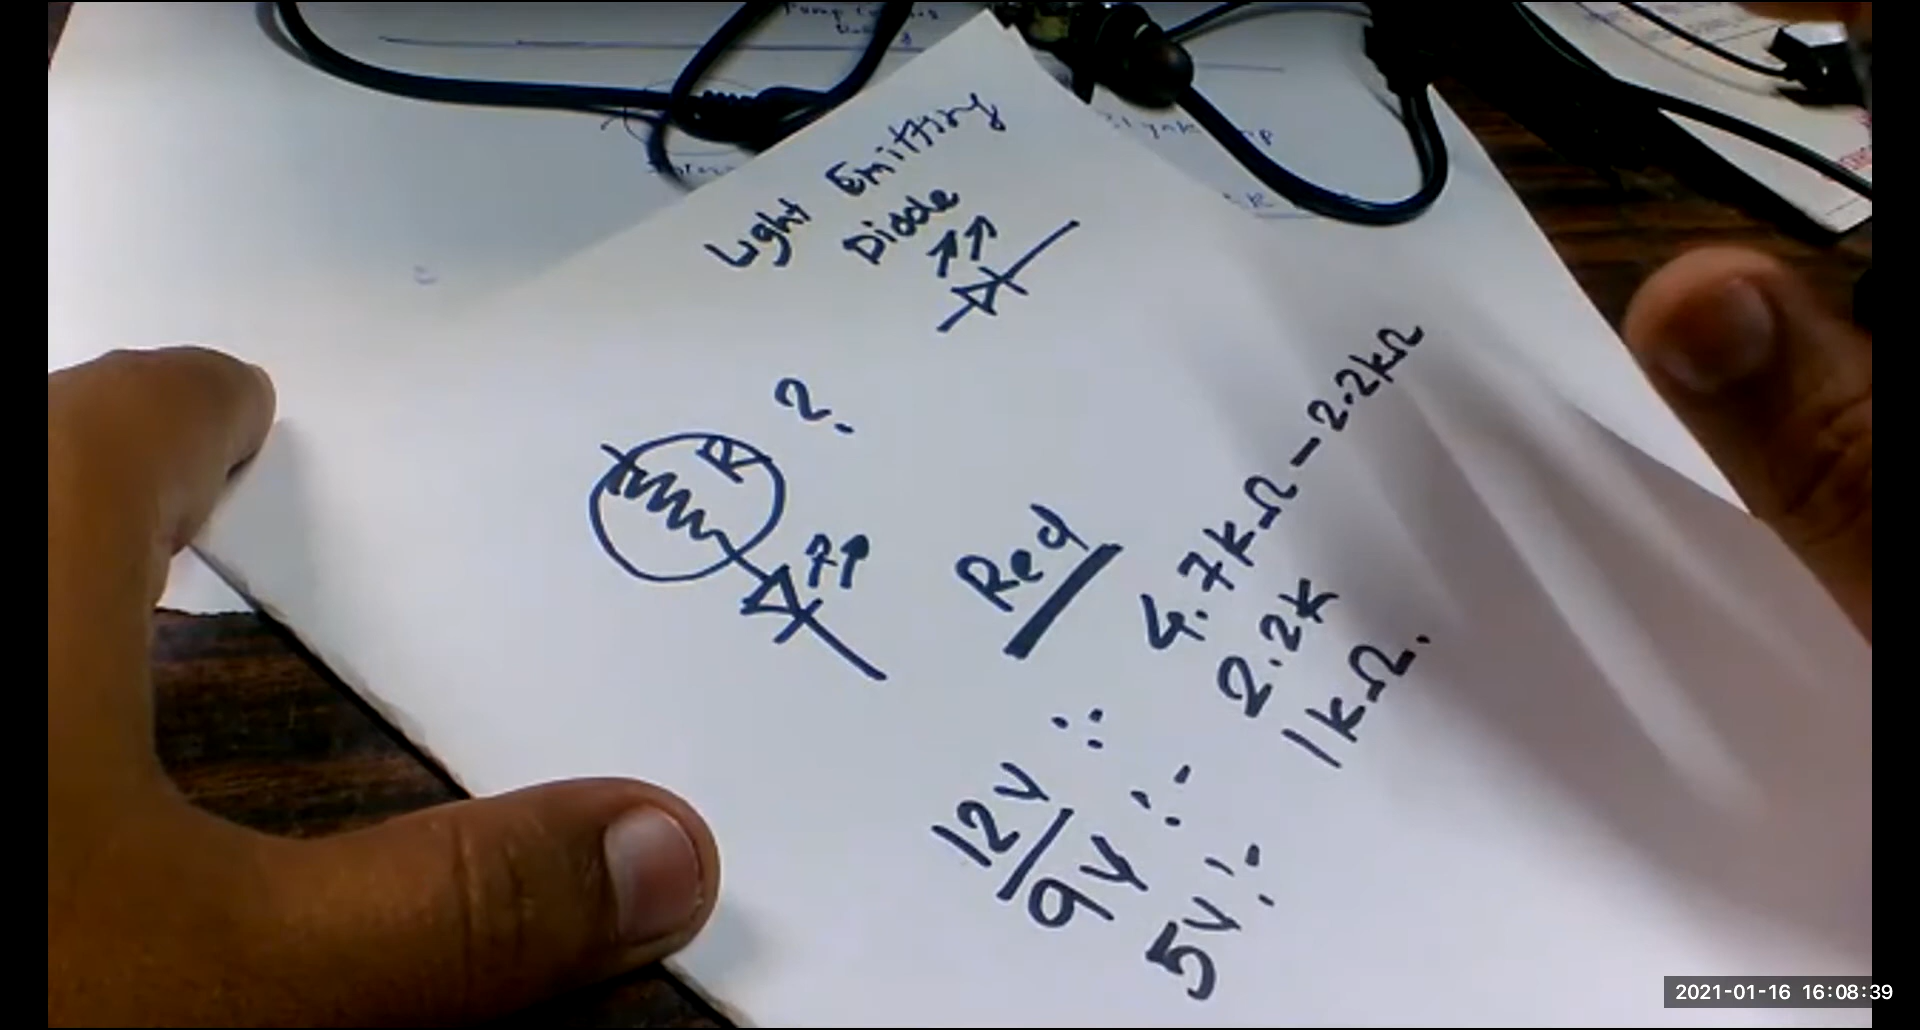 Light Emitting
Diode
R ?
Red
12V :- 4.7kΩ - 2.2kΩ
9V :- 2.2k
5V :- 1kΩ.
2021-01-16 16:08:39